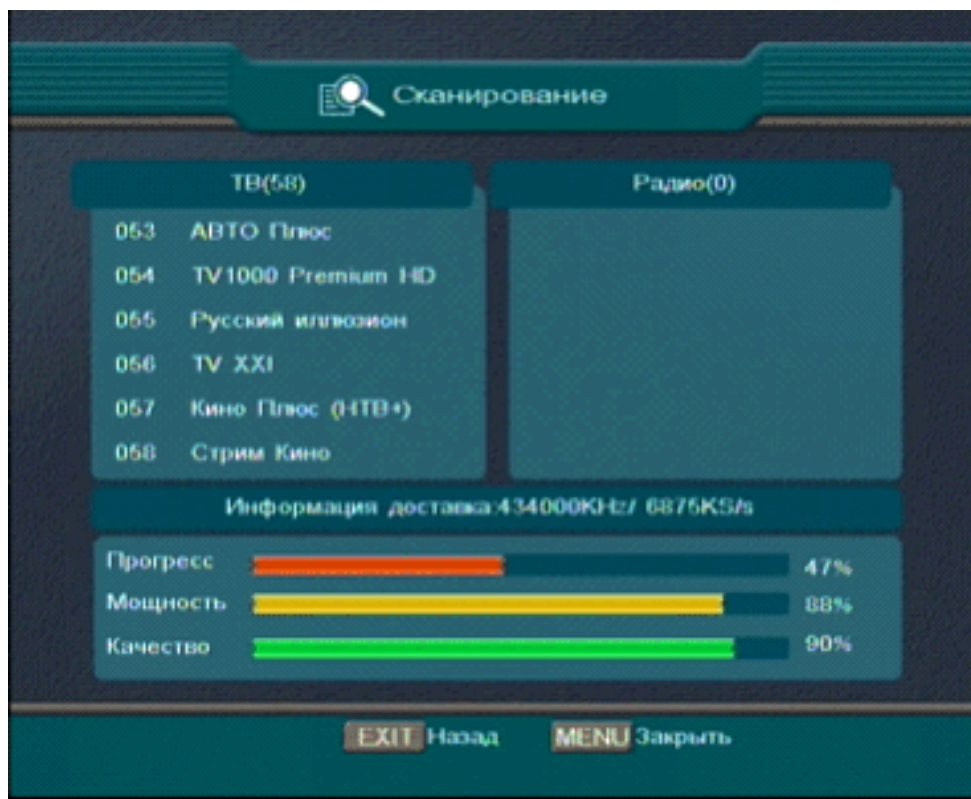 Сканирование
ТВ(58)
Радио(0)
053 АВТО Плюс
054 TV1000 Premium HD
055 Русский иллюзион
056 TV XXI
057 Кино Плюс (НТВ+)
058 Стрим Кино
Информация доставка:434000KHz/ 6875KS/s
Прогресс 47%
Мощность 88%
Качество 90%
EXIT Назад MENU Закрыть